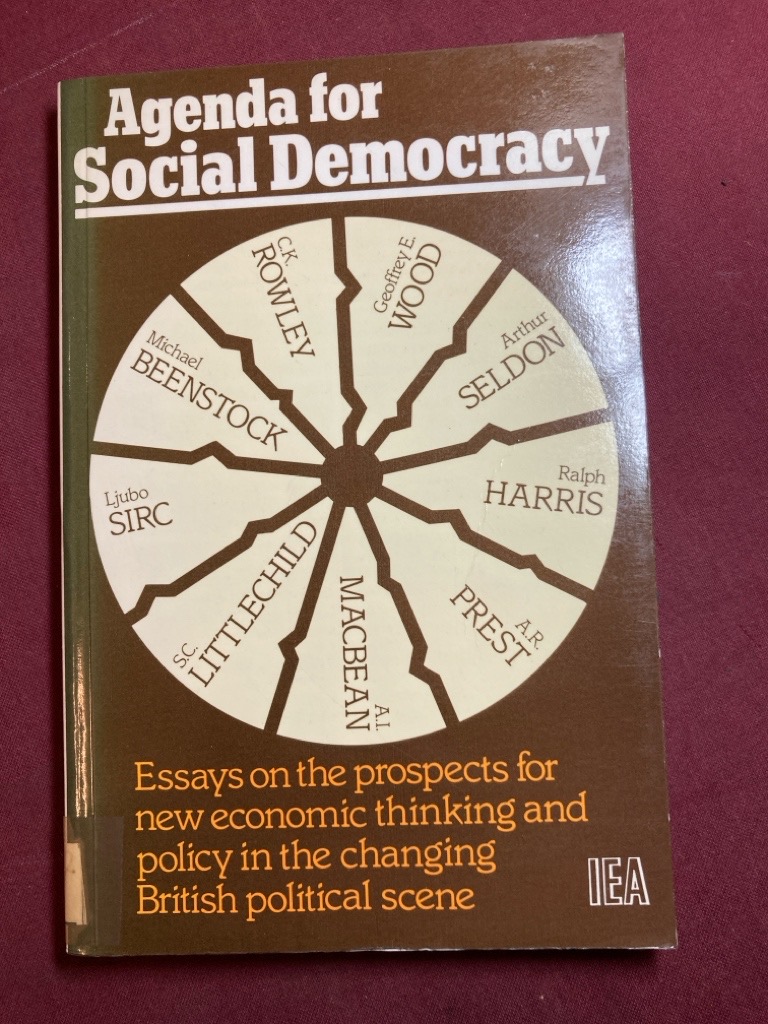 Agenda for
Social Democracy
C.K.
ROWLEY
Geoffrey E.
WOOD
Arthur
SELDON
Ralph
HARRIS
A.R.
PREST
A.I.
MACBEAN
S.C.
LITTLECHILD
Ljubo
SIRC
Michael
BEENSTOCK
Essays on the prospects for
new economic thinking and
policy in the changing
British political scene
IEA